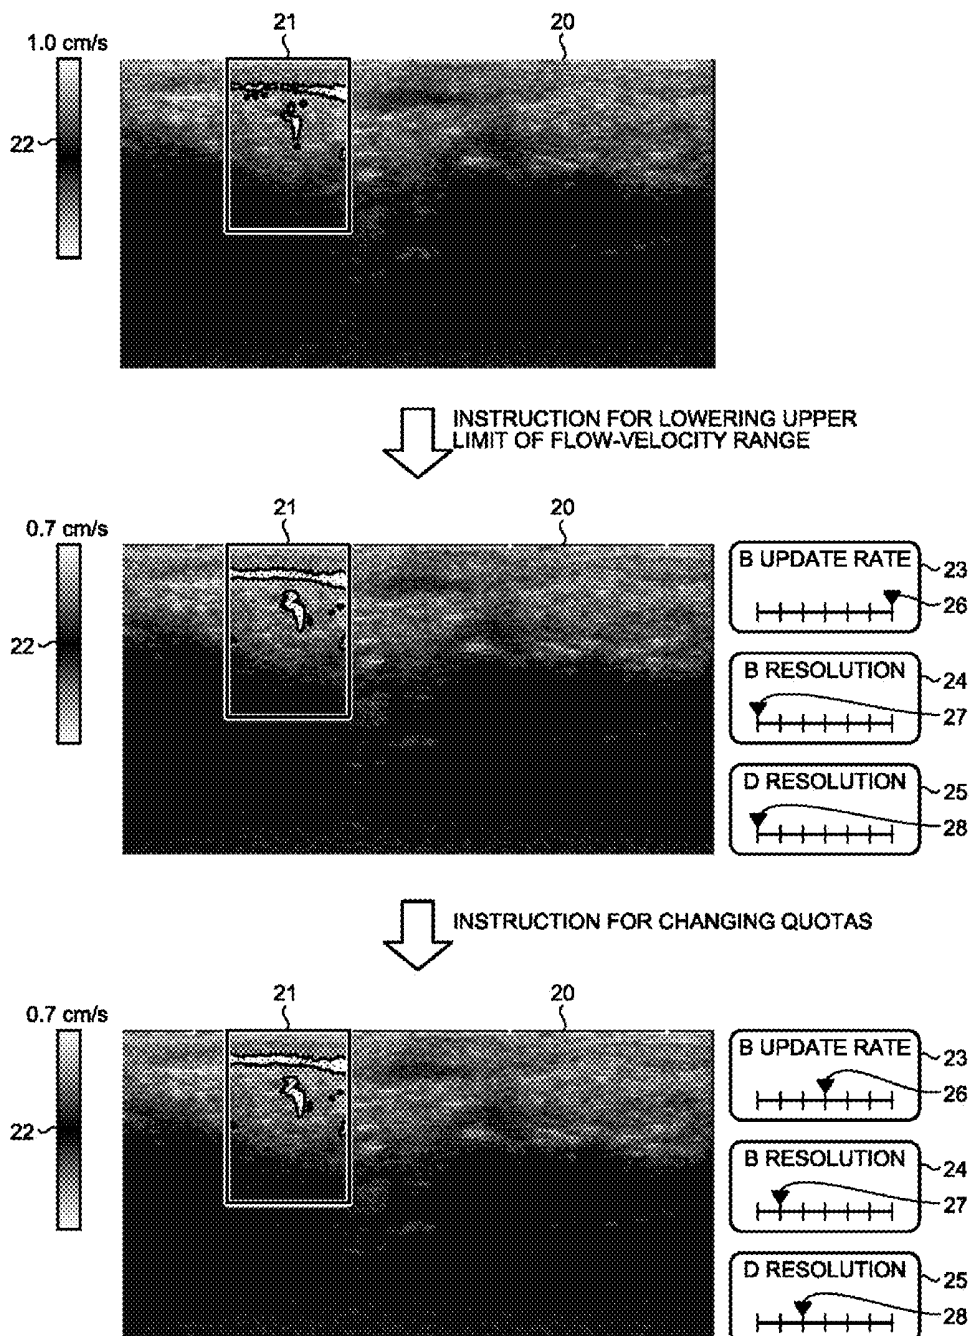 21
20
1.0 cm/s
22
INSTRUCTION FOR LOWERING UPPER
LIMIT OF FLOW-VELOCITY RANGE
21
20
0.7 cm/s
22
B UPDATE RATE
23
26
B RESOLUTION
24
27
D RESOLUTION
25
28
INSTRUCTION FOR CHANGING QUOTAS
21
20
0.7 cm/s
22
B UPDATE RATE
23
26
B RESOLUTION
24
27
D RESOLUTION
25
28